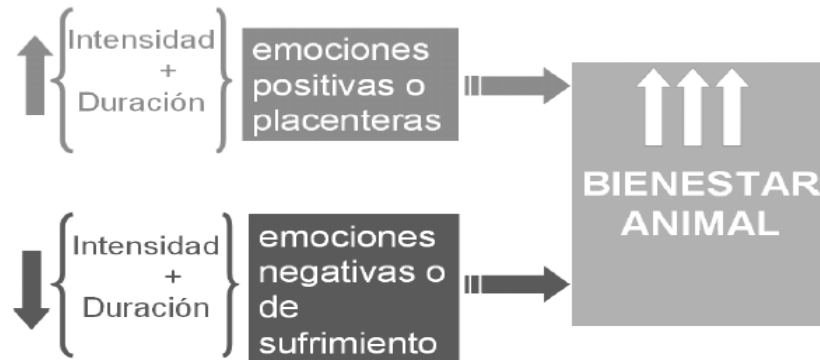 Intensidad
+
Duración
emociones
positivas o
placenteras
BIENESTAR
ANIMAL
Intensidad
+
Duración
emociones
negativas o
de
sufrimiento